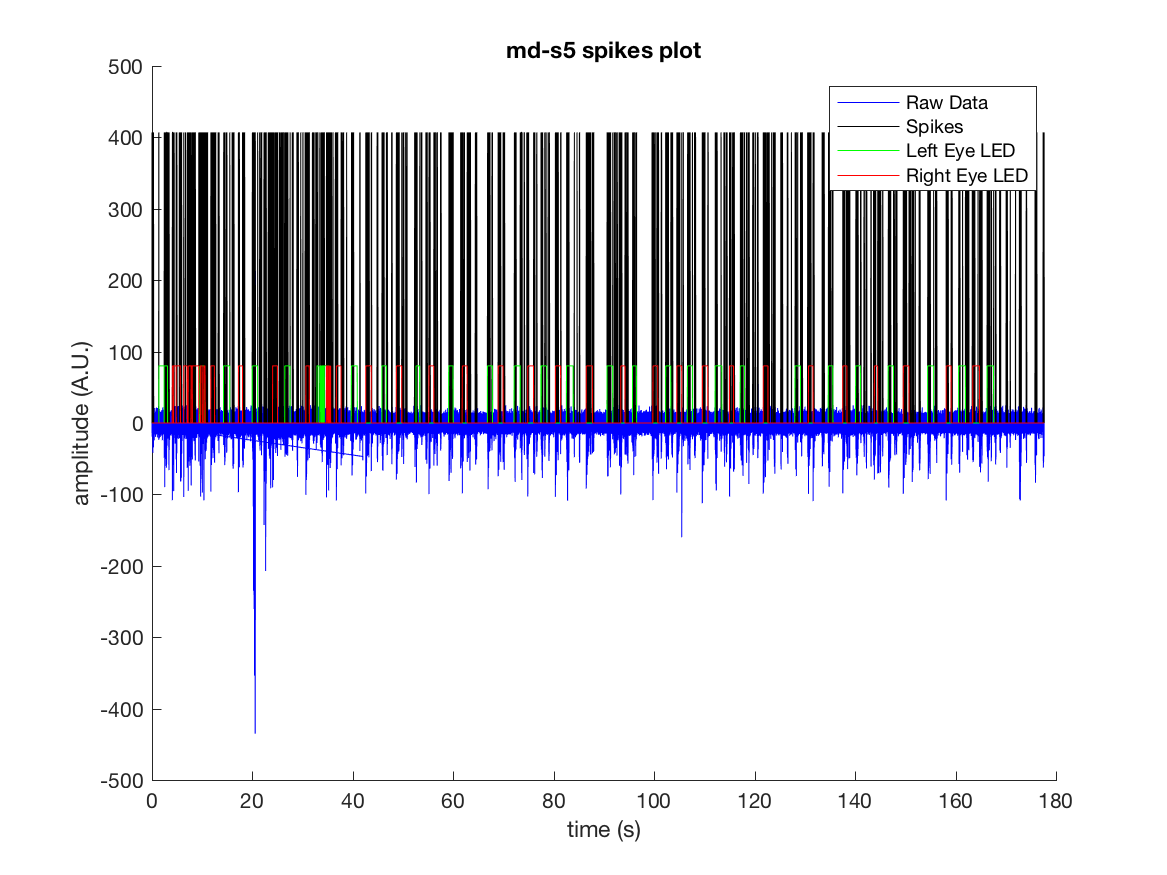 md-s5 spikes plot
500
400
300
200
100
0
-100
-200
-300
-400
-500
amplitude (A.U.)
Raw Data
Spikes
Left Eye LED
Right Eye LED
0 20 40 60 80 100 120 140 160 180
time (s)